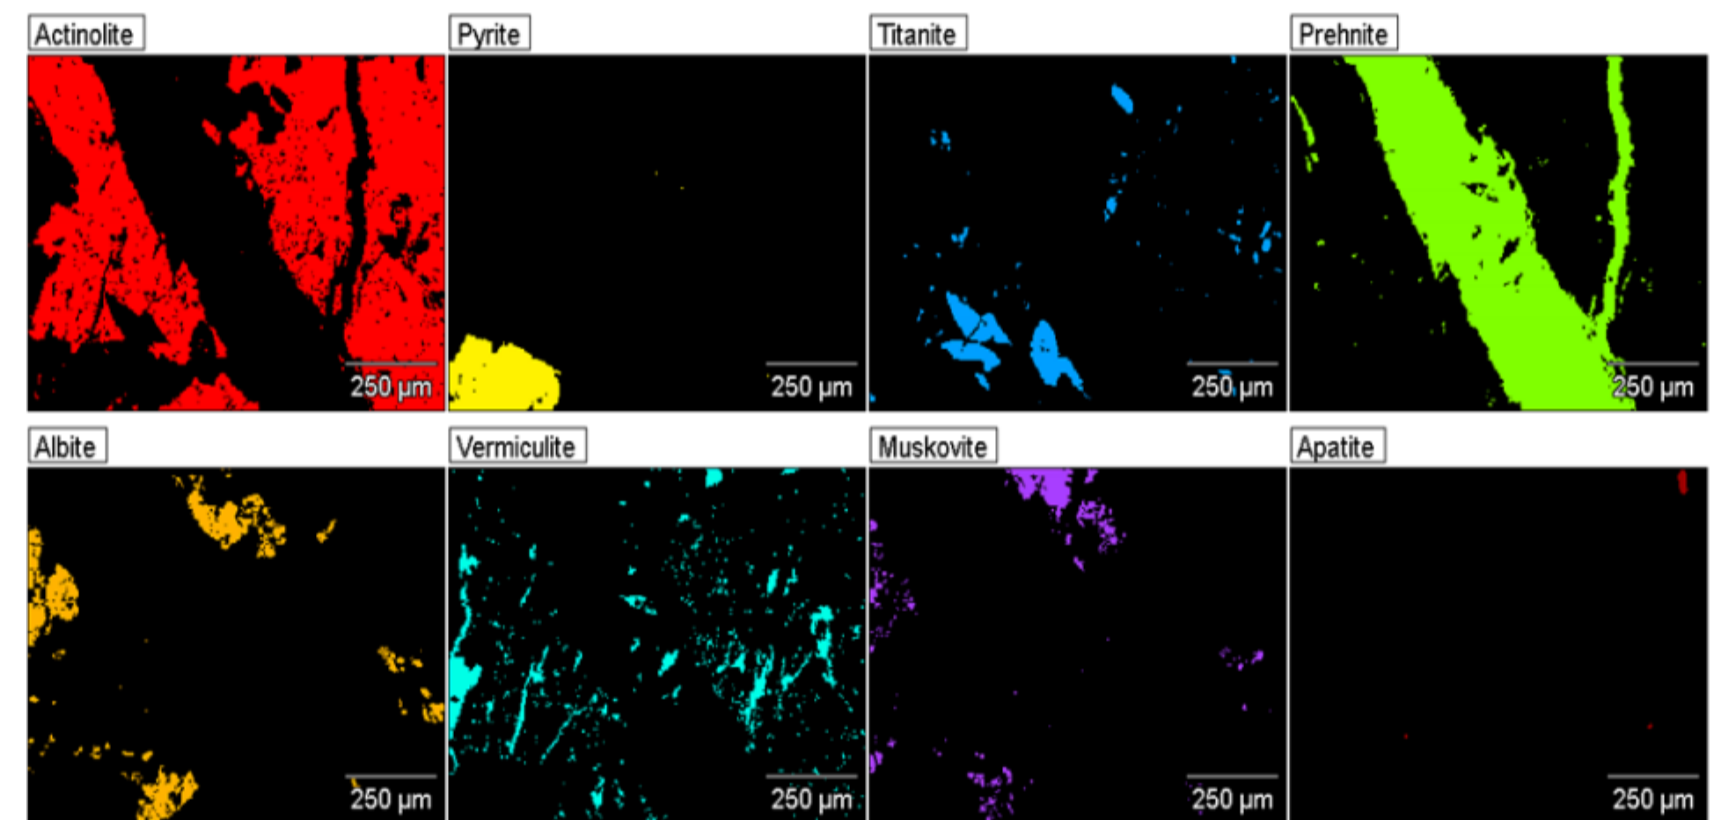 Actinolite
Pyrite
Titanite
Prehnite
250 µm
250 µm
250 µm
250 µm
Albite
Vermiculite
Muskovite
Apatite
250 µm
250 µm
250 µm
250 µm